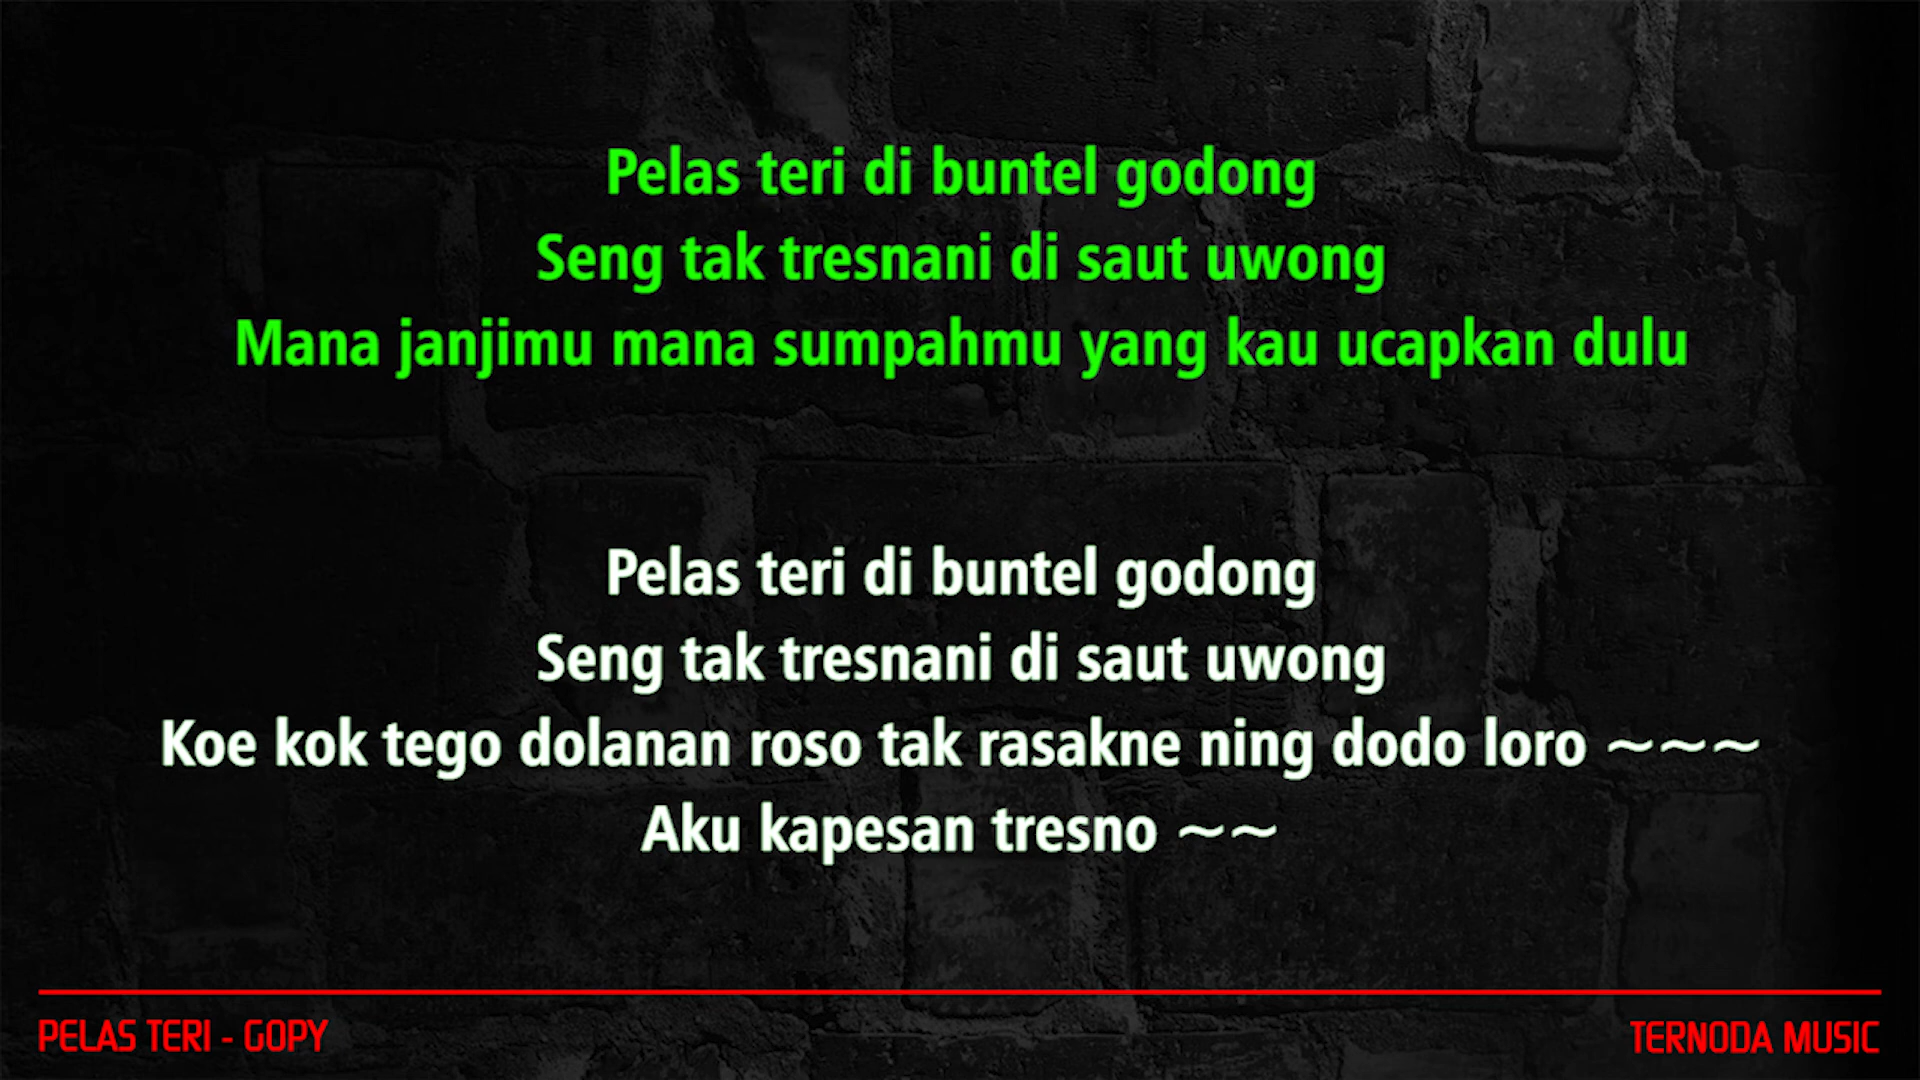 Pelas teri di buntel godong
Seng tak tresnani di saut uwong
Mana janjimu mana sumpahmu yang kau ucapkan dulu
Pelas teri di buntel godong
Seng tak tresnani di saut uwong
Koe kok tego dolanan roso tak rasakne ning dodo loro ~~~
Aku kapesan tresno ~~
PELAS TERI - GOPY
TERNODA MUSIC